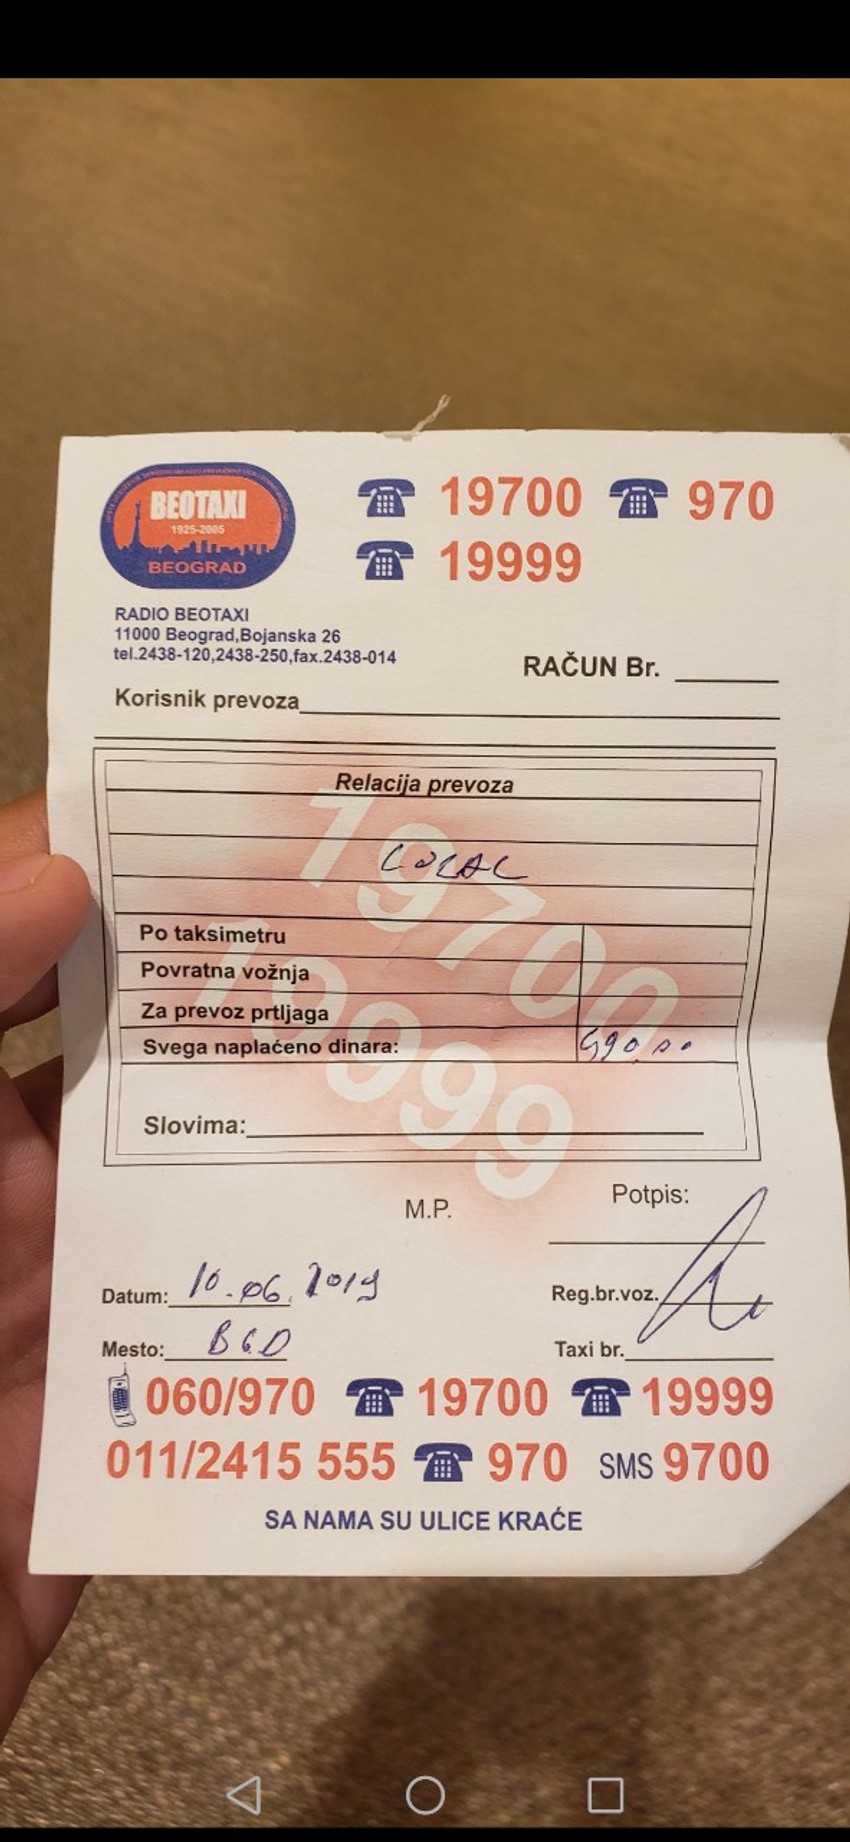 BEOTAXI
1925-2005
BEOGRAD
19700 970
19999
RADIO BEOTAXI
11000 Beograd,Bojanska 26
tel.2438-120,2438-250,fax.2438-014
RAČUN Br.
Korisnik prevoza
Relacija prevoza
LOCAL
19700
19999
Po taksimetru
Povratna vožnja
Za prevoz prtljaga
Svega naplaćeno dinara:
Slovima:
M.P.
Potpis:
Datum: 10.06.2019
Reg.br.voz.
Mesto: BGD
Taxi br.
060/970 19700 19999
011/2415 555 970 SMS 9700
SA NAMA SU ULICE KRAĆE